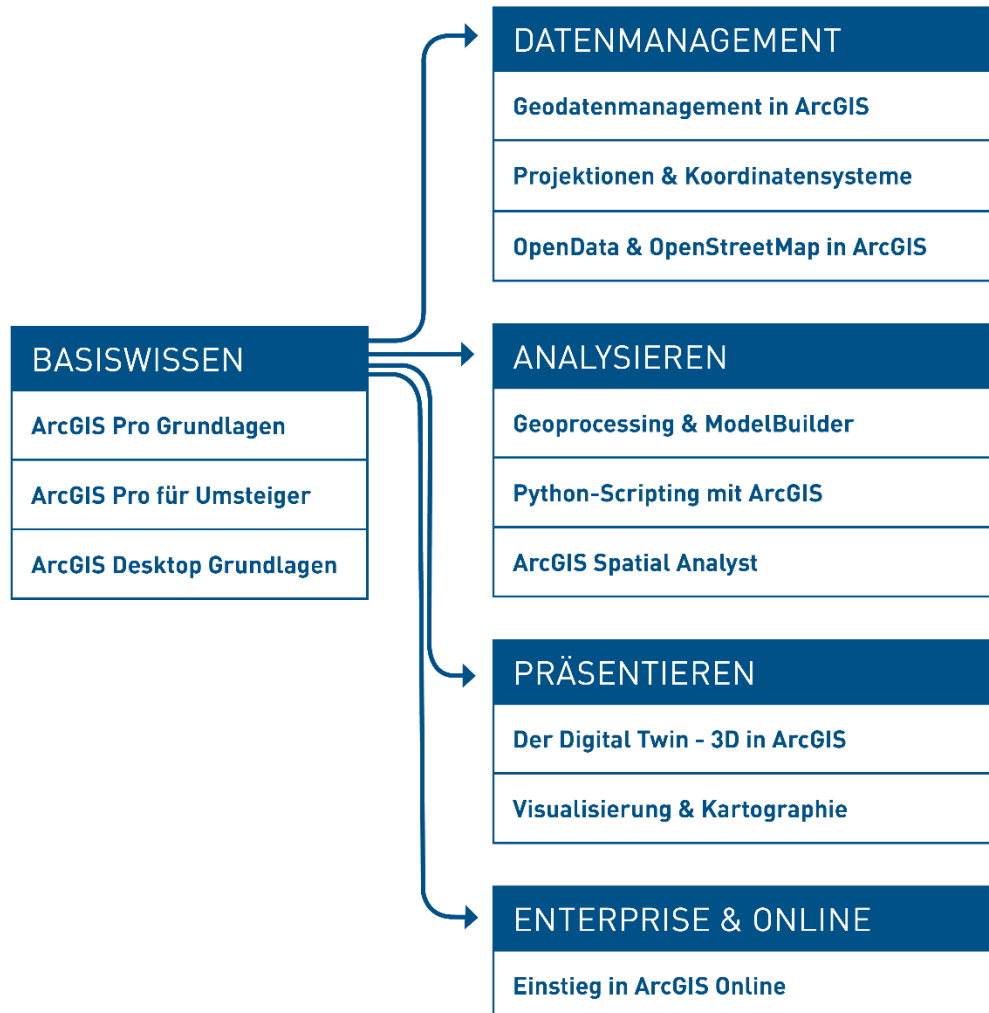 BASISWISSEN
ArcGIS Pro Grundlagen
ArcGIS Pro für Umsteiger
ArcGIS Desktop Grundlagen
DATENMANAGEMENT
Geodatenmanagement in ArcGIS
Projektionen & Koordinatensysteme
OpenData & OpenStreetMap in ArcGIS
ANALYSIEREN
Geoprocessing & ModelBuilder
Python-Scripting mit ArcGIS
ArcGIS Spatial Analyst
PRÄSENTIEREN
Der Digital Twin - 3D in ArcGIS
Visualisierung & Kartographie
ENTERPRISE & ONLINE
Einstieg in ArcGIS Online